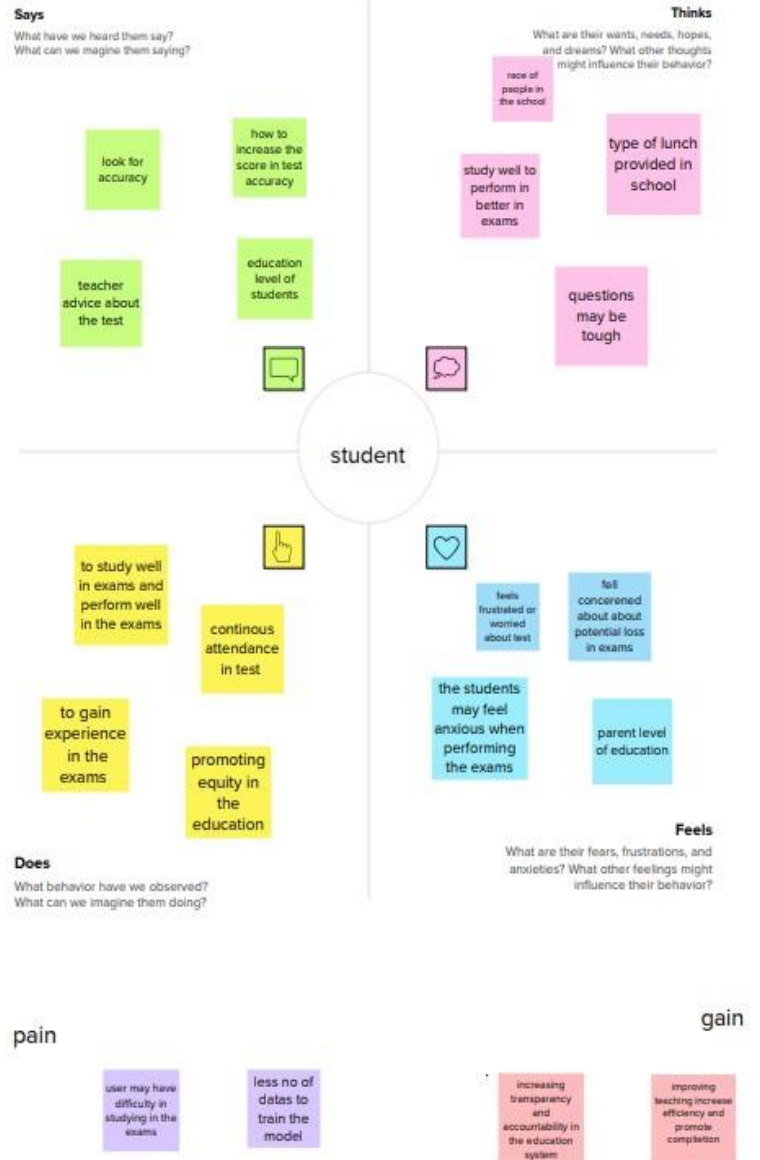 Says
What have we heard them say?
What can we magine them saying?
look for
accuracy
how to
increase the
score in test
accuracy
teacher
advice about
the test
education
level of
students
Thinks
What are their wants, needs, hopes,
and dreams? What other thoughts
might influence their behavior?
race of
people in
the school
type of lunch
provided in
school
study well to
perform in
better in
exams
questions
may be
tough
student
to study well
in exams and
perform well
in the exams
continous
attendance
in test
to gain
experience
in the
exams
promoting
equity in
the
education
Does
What behavior have we observed?
What can we imagine them doing?
feels
frustrated or
worried
about test
fell
concerened
about about
potential loss
in exams
the students
may feel
anxious when
performing
the exams
parent level
of education
Feels
What are their fears, frustrations, and
anxieties? What other feelings might
influence their behavior?
pain
user may have
difficulty in
studying in the
exams
less no of
datas to
train the
model
gain
increasing
transparancy
and
accountability in
the education
system
improving
teaching increase
efficiency and
promote
compitetion